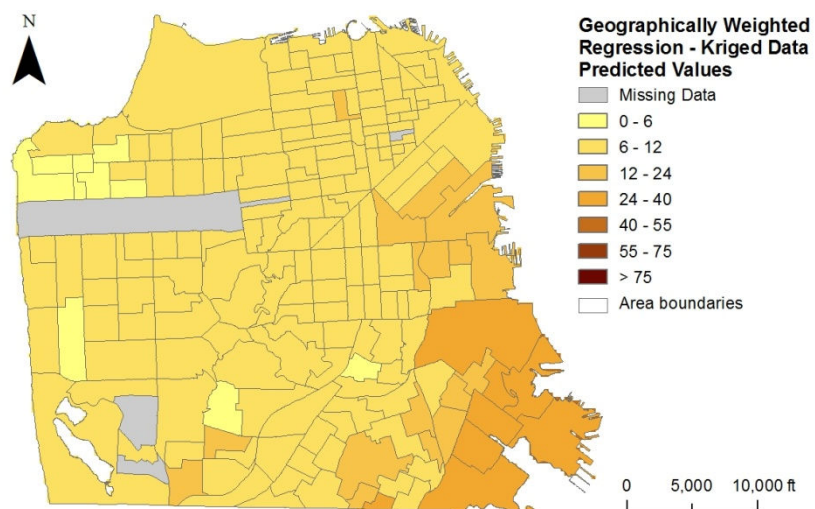 N
Geographically Weighted
Regression - Kriged Data
Predicted Values
Missing Data
0 - 6
6 - 12
12 - 24
24 - 40
40 - 55
55 - 75
> 75
Area boundaries
0 5,000 10,000 ft